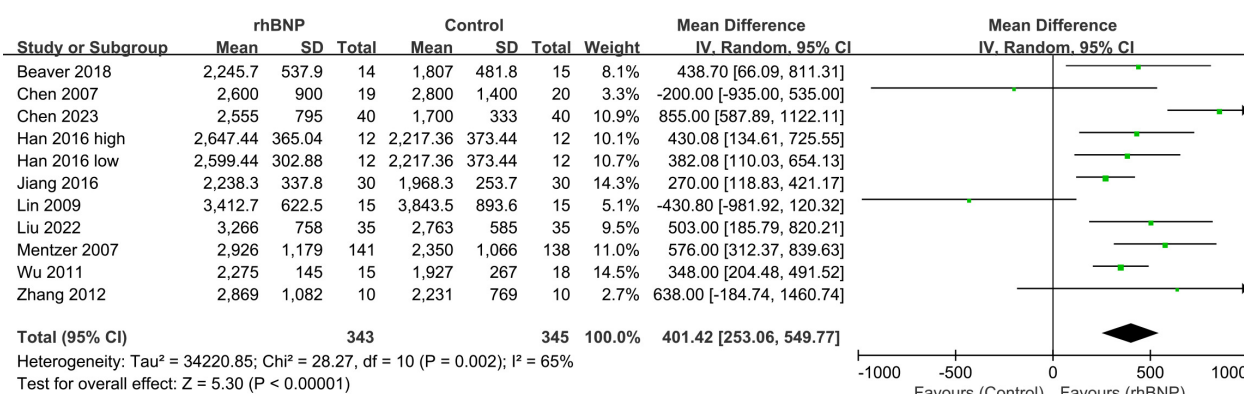 rhBNP Control Mean Difference Mean Difference
Study or Subgroup Mean SD Total Mean SD Total Weight IV, Random, 95% CI IV, Random, 95% CI
Beaver 2018 2,245.7 537.9 14 1,807 481.8 15 8.1% 438.70 [66.09, 811.31]
Chen 2007 2,600 900 19 2,800 1,400 20 3.3% -200.00 [-935.00, 535.00]
Chen 2023 2,555 795 40 1,700 333 40 10.9% 855.00 [587.89, 1122.11]
Han 2016 high 2,647.44 365.04 12 2,217.36 373.44 12 10.1% 430.08 [134.61, 725.55]
Han 2016 low 2,599.44 302.88 12 2,217.36 373.44 12 10.7% 382.08 [110.03, 654.13]
Jiang 2016 2,238.3 337.8 30 1,968.3 253.7 30 14.3% 270.00 [118.83, 421.17]
Lin 2009 3,412.7 622.5 15 3,843.5 893.6 15 5.1% -430.80 [-981.92, 120.32]
Liu 2022 3,266 758 35 2,763 585 35 9.5% 503.00 [185.79, 820.21]
Mentzer 2007 2,926 1,179 141 2,350 1,066 138 11.0% 576.00 [312.37, 839.63]
Wu 2011 2,275 145 15 1,927 267 18 14.5% 348.00 [204.48, 491.52]
Zhang 2012 2,869 1,082 10 2,231 769 10 2.7% 638.00 [-184.74, 1460.74]
Total (95% CI) 343 345 100.0% 401.42 [253.06, 549.77]
Heterogeneity: Tau² = 34220.85; Chi² = 28.27, df = 10 (P = 0.002); I² = 65%
Test for overall effect: Z = 5.30 (P < 0.00001)
-1000 -500 0 500 1000
Favours (Control) Favours (rhBNP)